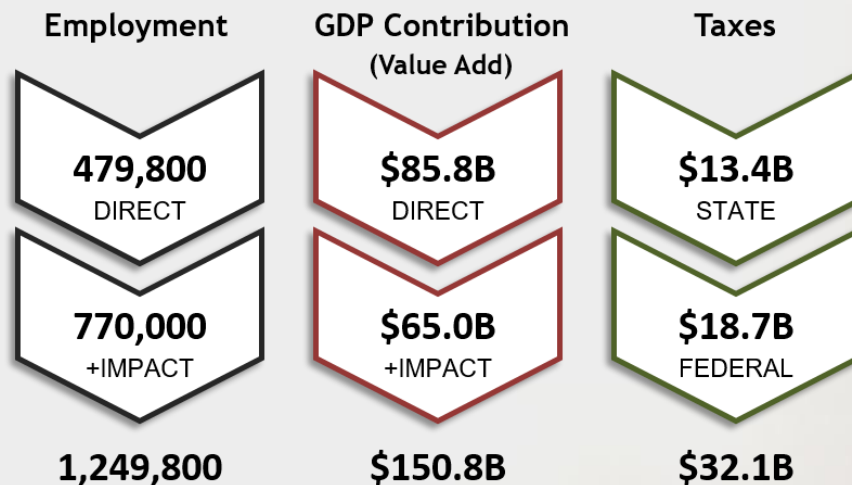 Employment
479,800
DIRECT
770,000
+IMPACT
1,249,800
GDP Contribution
(Value Add)
$85.8B
DIRECT
$65.0B
+IMPACT
$150.8B
Taxes
$13.4B
STATE
$18.7B
FEDERAL
$32.1B